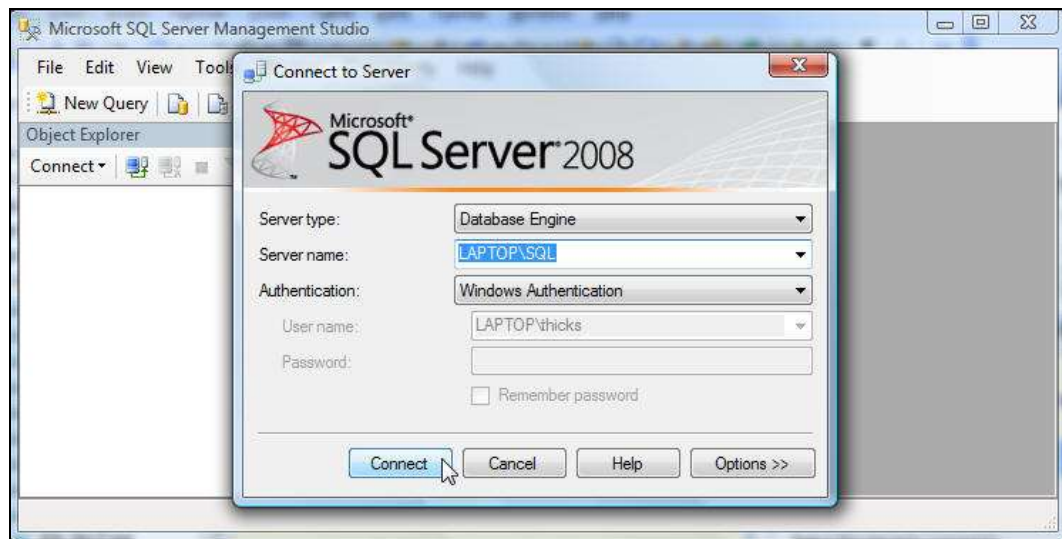 Microsoft SQL Server Management Studio
File Edit View Help
New Query
Object Explorer
Connect
Connect to Server
Microsoft
SQL Server 2008
Server type: Database Engine
Server name: LAPTOP\SQL
Authentication: Windows Authentication
User name: LAPTOP\thicks
Password:
Remember password
Connect Cancel Help Options >>